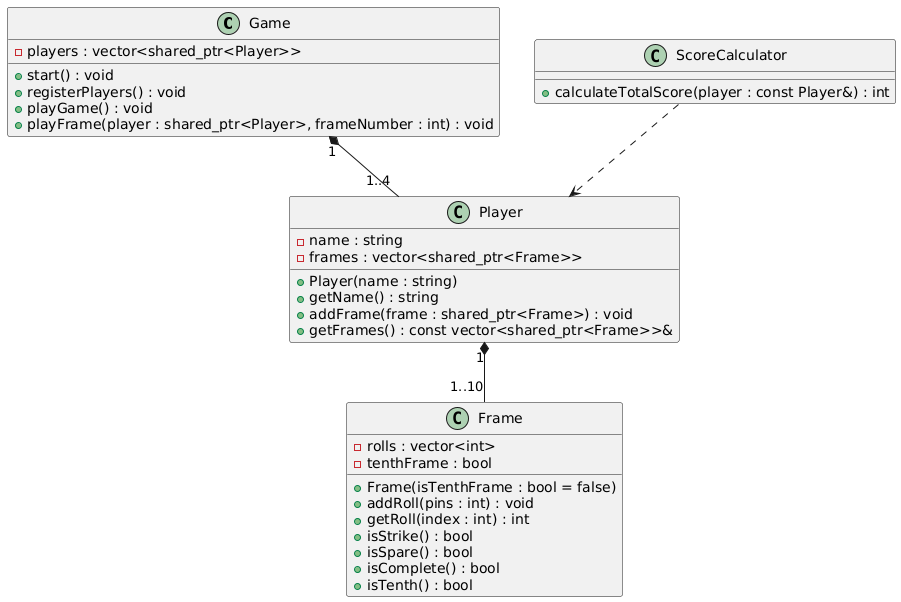 C Game
players : vector<shared_ptr<Player>>
start() : void
registerPlayers() : void
playGame() : void
playFrame(player : shared_ptr<Player>, frameNumber : int) : void
C ScoreCalculator
calculateTotalScore(player : const Player&) : int
1
1..4
C Player
name : string
frames : vector<shared_ptr<Frame>>
Player(name : string)
getName() : string
addFrame(frame : shared_ptr<Frame>) : void
getFrames() : const vector<shared_ptr<Frame>>&
1
1..10
C Frame
rolls : vector<int>
tenthFrame : bool
Frame(isTenthFrame : bool = false)
addRoll(pins : int) : void
getRoll(index : int) : int
isStrike() : bool
isSpare() : bool
isComplete() : bool
isTenth() : bool